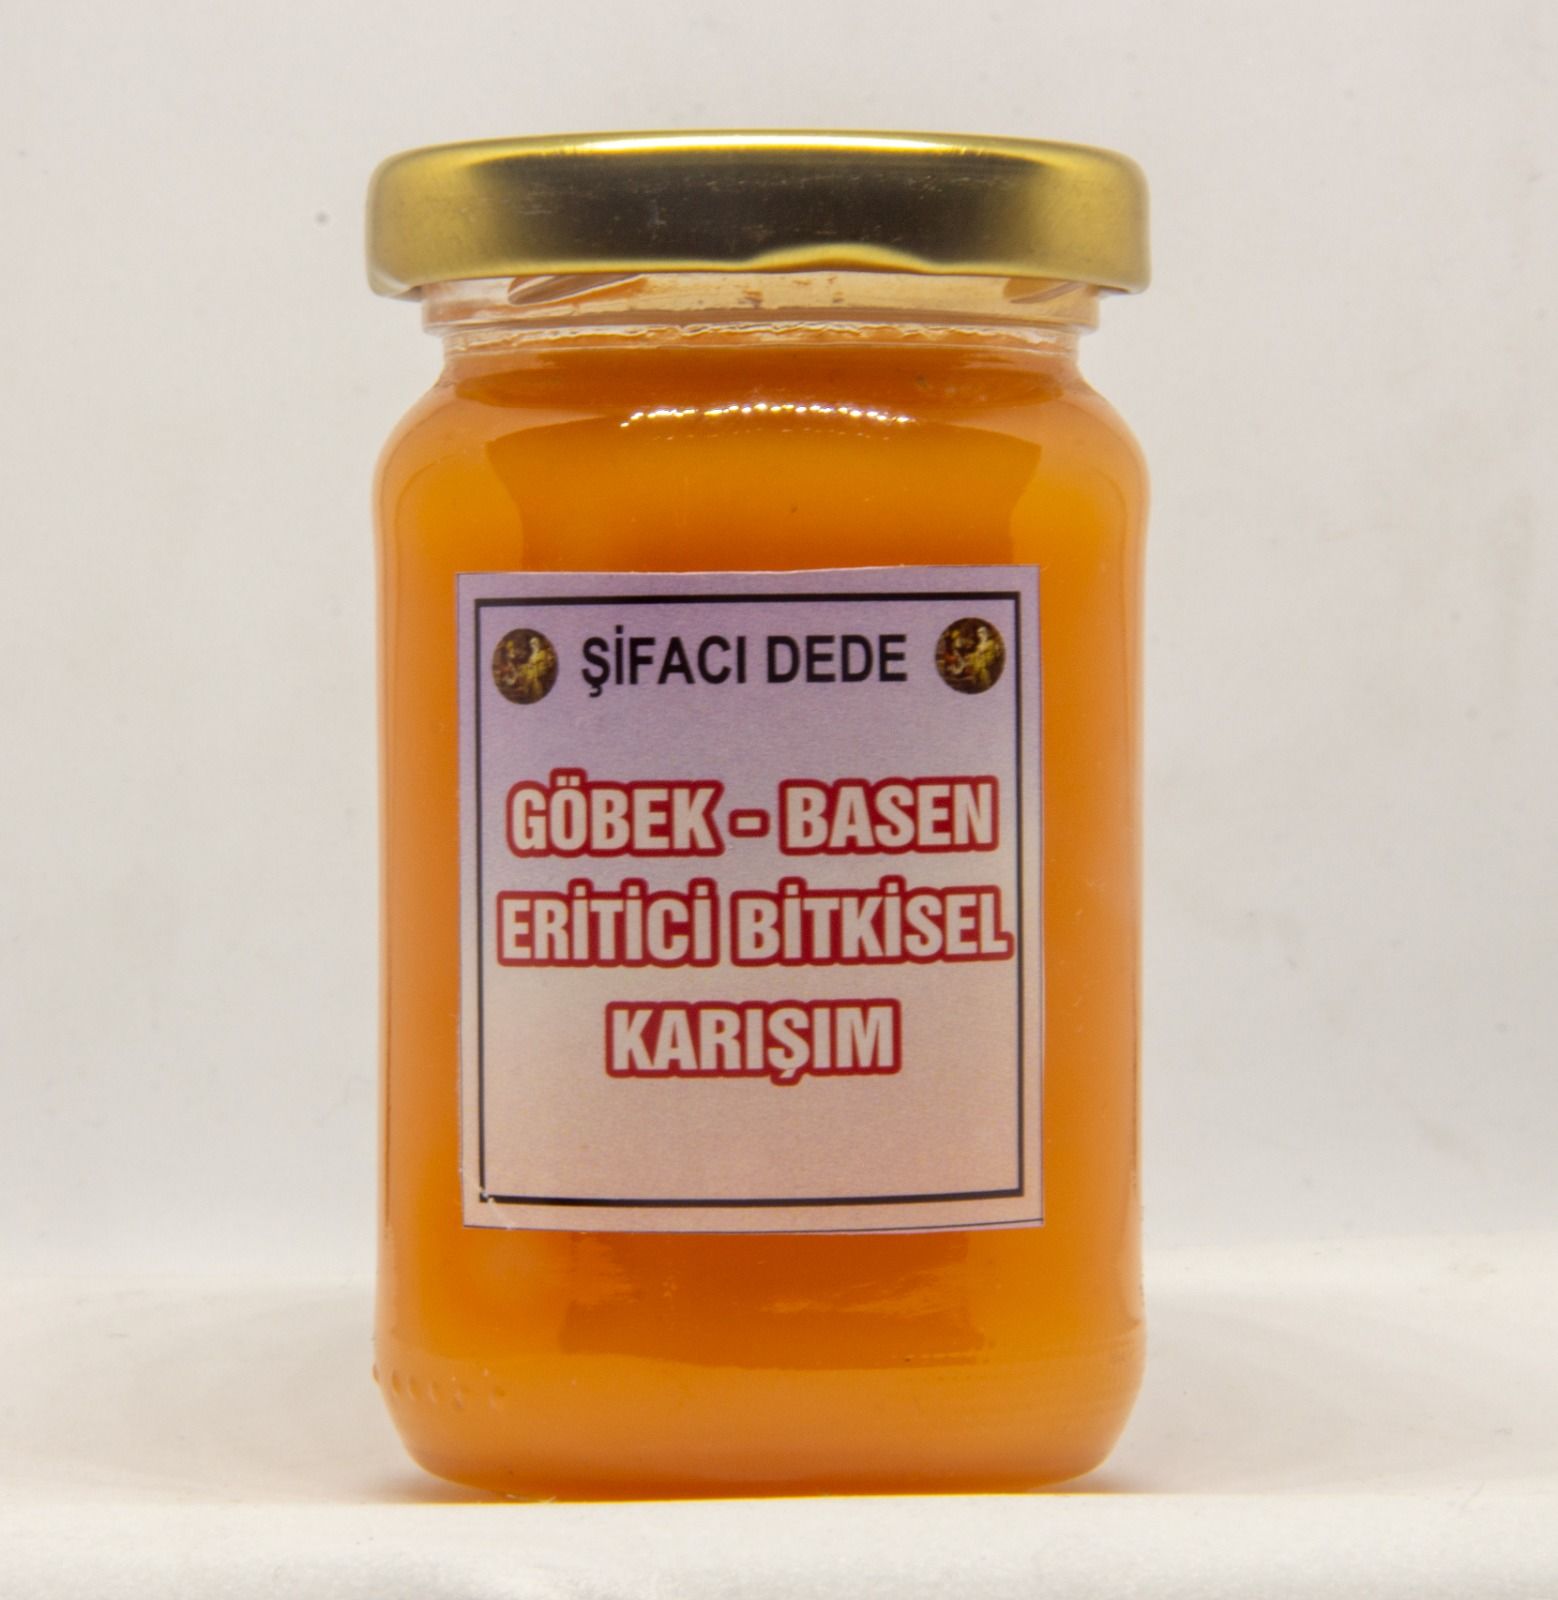 ŞİFACI DEDE
GÖBEK - BASEN
ERİTİCİ BİTKİSEL
KARIŞIM